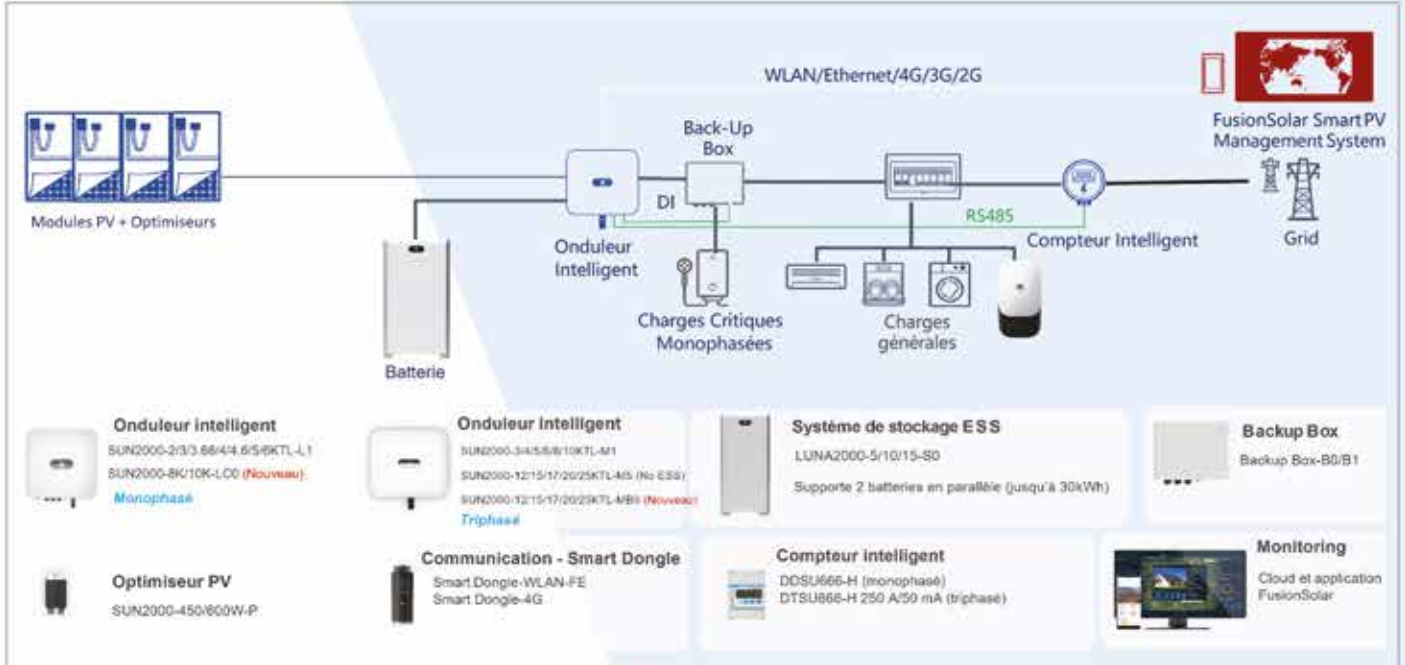 WLAN/Ethernet/4G/3G/2G
FusionSolar Smart PV
Management System
Back-Up
Box
DI
RS485
Modules PV + Optimiseurs
Onduleur
Intelligent
Compteur Intelligent
Grid
Charges Critiques
Monophasées
Charges
générales
Batterie
Onduleur intelligent
SUN2000-2/3/3.68/4/4.6/5/6KTL-L1
SUN2000-8K/10K-LC0 (Nouveau)
Monophasé
Onduleur intelligent
SUN2000-3/4/5/6/8/10KTL-M1
SUN2000-12/15/17/20/25KTL-M5 (No ESS)
SUN2000-12/15/17/20/25KTL-MB0 (Nouveau)
Triphasé
Système de stockage ESS
LUNA2000-5/10/15-S0
Supporte 2 batteries en parallèle (jusqu'à 30kWh)
Backup Box
Backup Box-B0/B1
Optimiseur PV
SUN2000-450/600W-P
Communication - Smart Dongle
Smart Dongle-WLAN-FE
Smart Dongle-4G
Compteur intelligent
DDSU666-H (monophasé)
DTSU666-H 250 A/50 mA (triphasé)
Monitoring
Cloud et application
FusionSolar